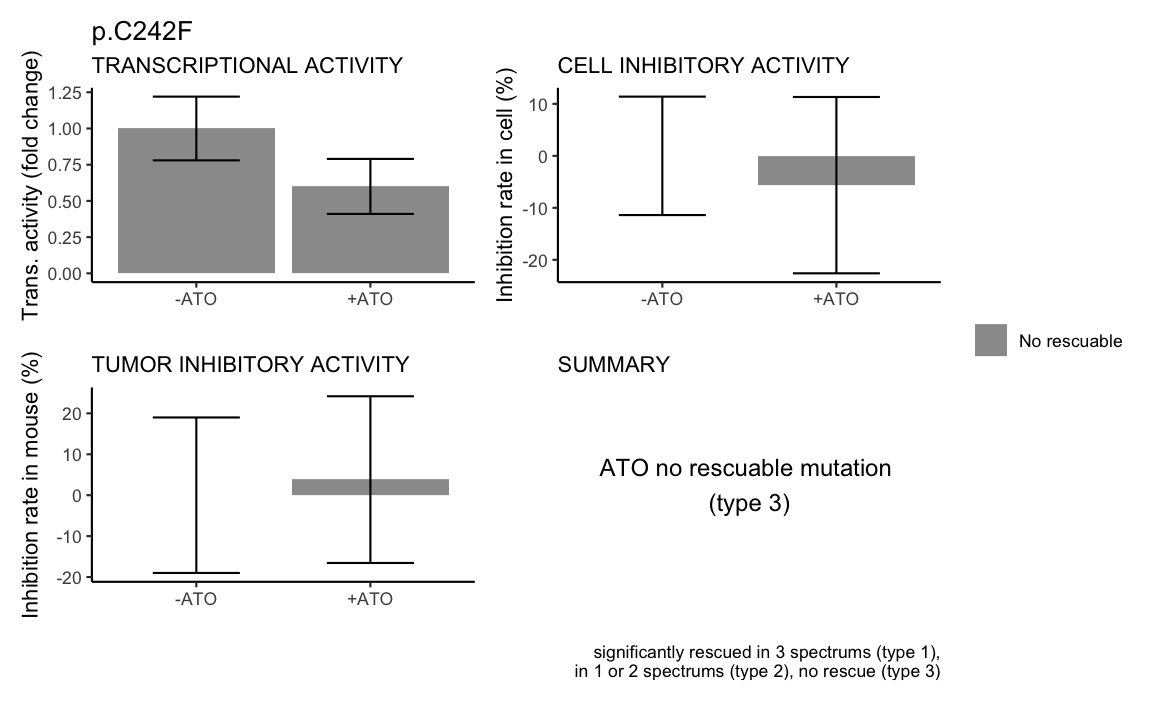 p.C242F
TRANSCRIPTIONAL ACTIVITY
Trans. activity (fold change)
1.25
1.00
0.75
0.50
0.25
0.00
-ATO
+ATO
CELL INHIBITORY ACTIVITY
Inhibition rate in cell (%)
10
0
-10
-20
-ATO
+ATO
No rescuable
TUMOR INHIBITORY ACTIVITY
Inhibition rate in mouse (%)
20
10
0
-10
-20
-ATO
+ATO
SUMMARY
ATO no rescuable mutation
(type 3)
significantly rescued in 3 spectrums (type 1),
in 1 or 2 spectrums (type 2), no rescue (type 3)